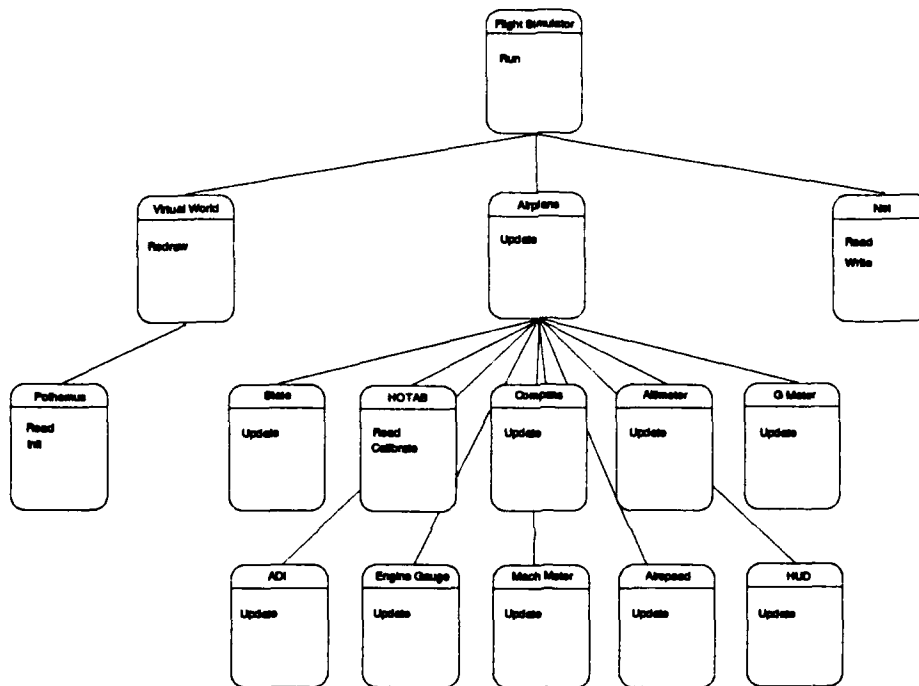 Flight Simulator
Run
Virtual World
Redraw
Airplane
Update
Net
Read
Write
Polhemus
Read
Init
State
Update
HOTAS
Read
Calibrate
Compass
Update
Altimeter
Update
G Meter
Update
ADI
Update
Engine Gauge
Update
Mach Meter
Update
Airspeed
Update
HUD
Update